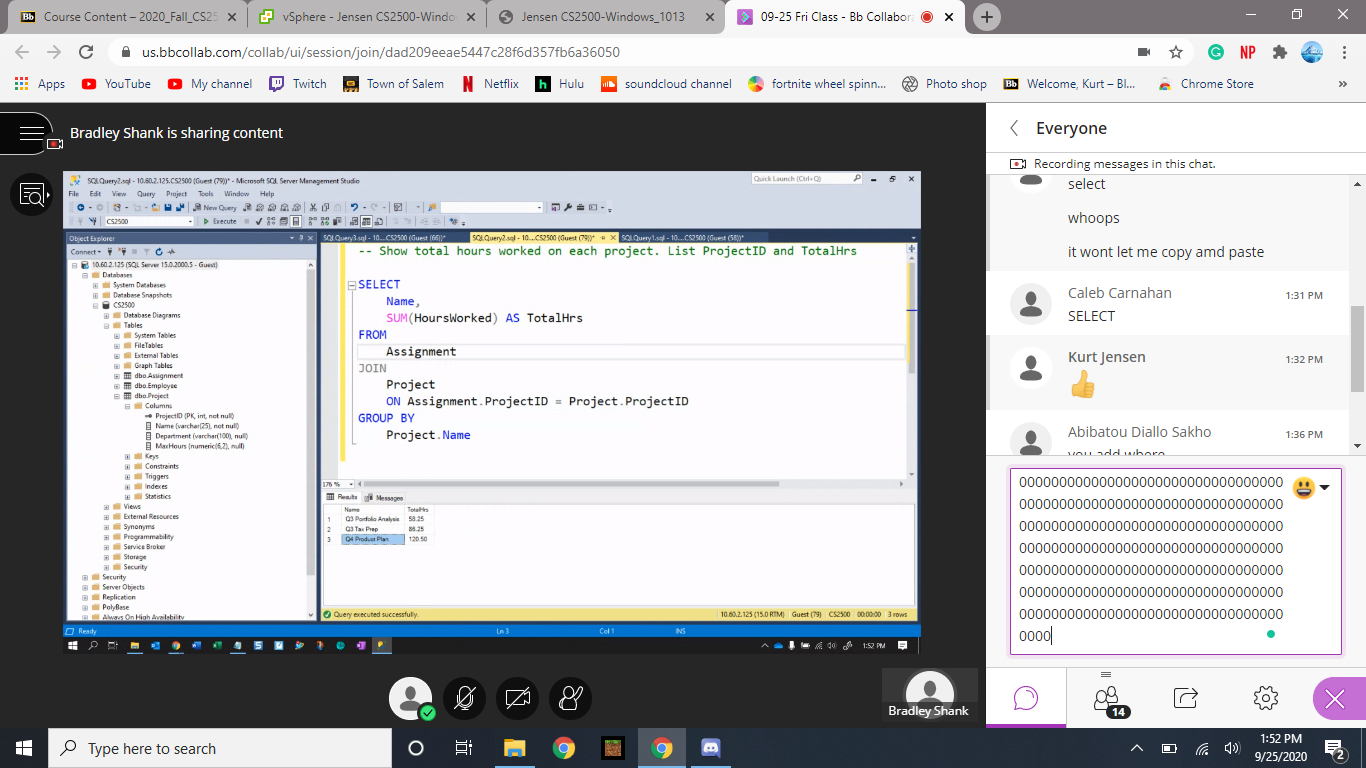 Course Content – 2020_Fall_CS25
vSphere - Jensen CS2500-Windo
Jensen CS2500-Windows_1013
09-25 Fri Class - Bb Collabora
us.bbcollab.com/collab/ui/session/join/dad209eeae5447c28f6d357fb6a36050
Apps
YouTube
My channel
Twitch
Town of Salem
Netflix
Hulu
soundcloud channel
fortnite wheel spinn...
Photo shop
Welcome, Kurt – Bl...
Chrome Store
Bradley Shank is sharing content
SQLQuery2.sql - 10.60.2.125.CS2500 (Guest (79))* - Microsoft SQL Server Management Studio
Quick Launch (Ctrl+Q)
File Edit View Query Project Tools Window Help
New Query
CS2500
Execute
Object Explorer
Connect
10.60.2.125 (SQL Server 15.0.2000.5 - Guest)
Databases
System Databases
Database Snapshots
CS2500
Database Diagrams
Tables
System Tables
FileTables
External Tables
Graph Tables
dbo.Assignment
dbo.Employee
dbo.Project
Columns
ProjectID (PK, int, not null)
Name (varchar(25), not null)
Department (varchar(100), null)
MaxHours (numeric(6,2), null)
Keys
Constraints
Triggers
Indexes
Statistics
Views
External Resources
Synonyms
Programmability
Service Broker
Storage
Security
Security
Server Objects
Replication
PolyBase
Always On High Availability
SQLQuery3.sql - 10....CS2500 (Guest (66))*
SQLQuery2.sql - 10....CS2500 (Guest (79))*
SQLQuery1.sql - 10....CS2500 (Guest (58))*
-- Show total hours worked on each project. List ProjectID and TotalHrs
SELECT
Name,
SUM(HoursWorked) AS TotalHrs
FROM
Assignment
JOIN
Project
ON Assignment.ProjectID = Project.ProjectID
GROUP BY
Project.Name
176 %
Results
Messages
Name TotalHrs
1 Q3 Portfolio Analysis 58.25
2 Q3 Tax Prep 86.25
3 Q4 Product Plan 120.50
Query executed successfully.
10.60.2.125 (15.0 RTM) Guest (79) CS2500 00:00:00 3 rows
Ready
Ln 3
Col 1
INS
1:52 PM
Bradley Shank
Everyone
Recording messages in this chat.
select
whoops
it wont let me copy amd paste
Caleb Carnahan
1:31 PM
SELECT
Kurt Jensen
1:32 PM
Abibatou Diallo Sakho
1:36 PM
you add where
14
Type here to search
1:52 PM
9/25/2020
2